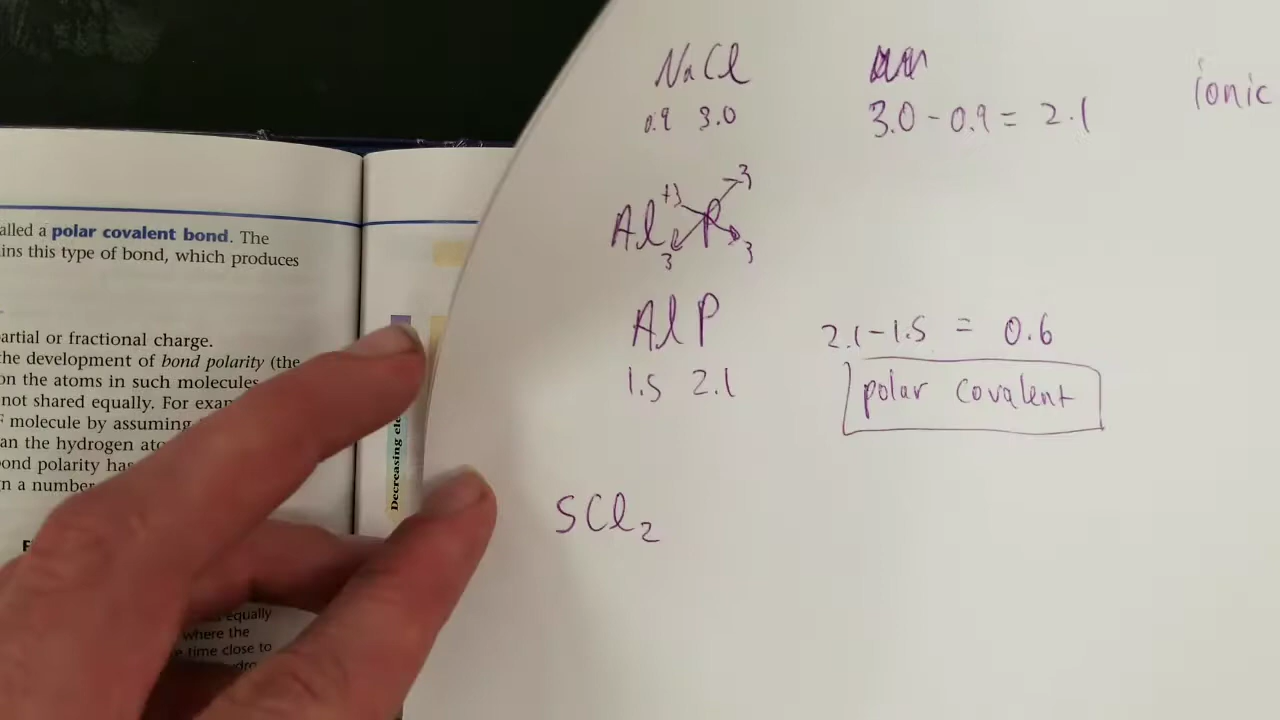 alled a polar covalent bond. The
ins this type of bond, which produces
artial or fractional charge.
the development of bond polarity (the
on the atoms in such molecules
not shared equally. For exam
F molecule by assuming
an the hydrogen ato
ond polarity has
n a number
equally
where the
e time close to
Decreasing ele
NaCl
0.9 3.0
3.0 - 0.9 = 2.1
ionic
Al+3 P-3
3 3
Al P
1.5 2.1
2.1-1.5 = 0.6
polar covalent
SCl2